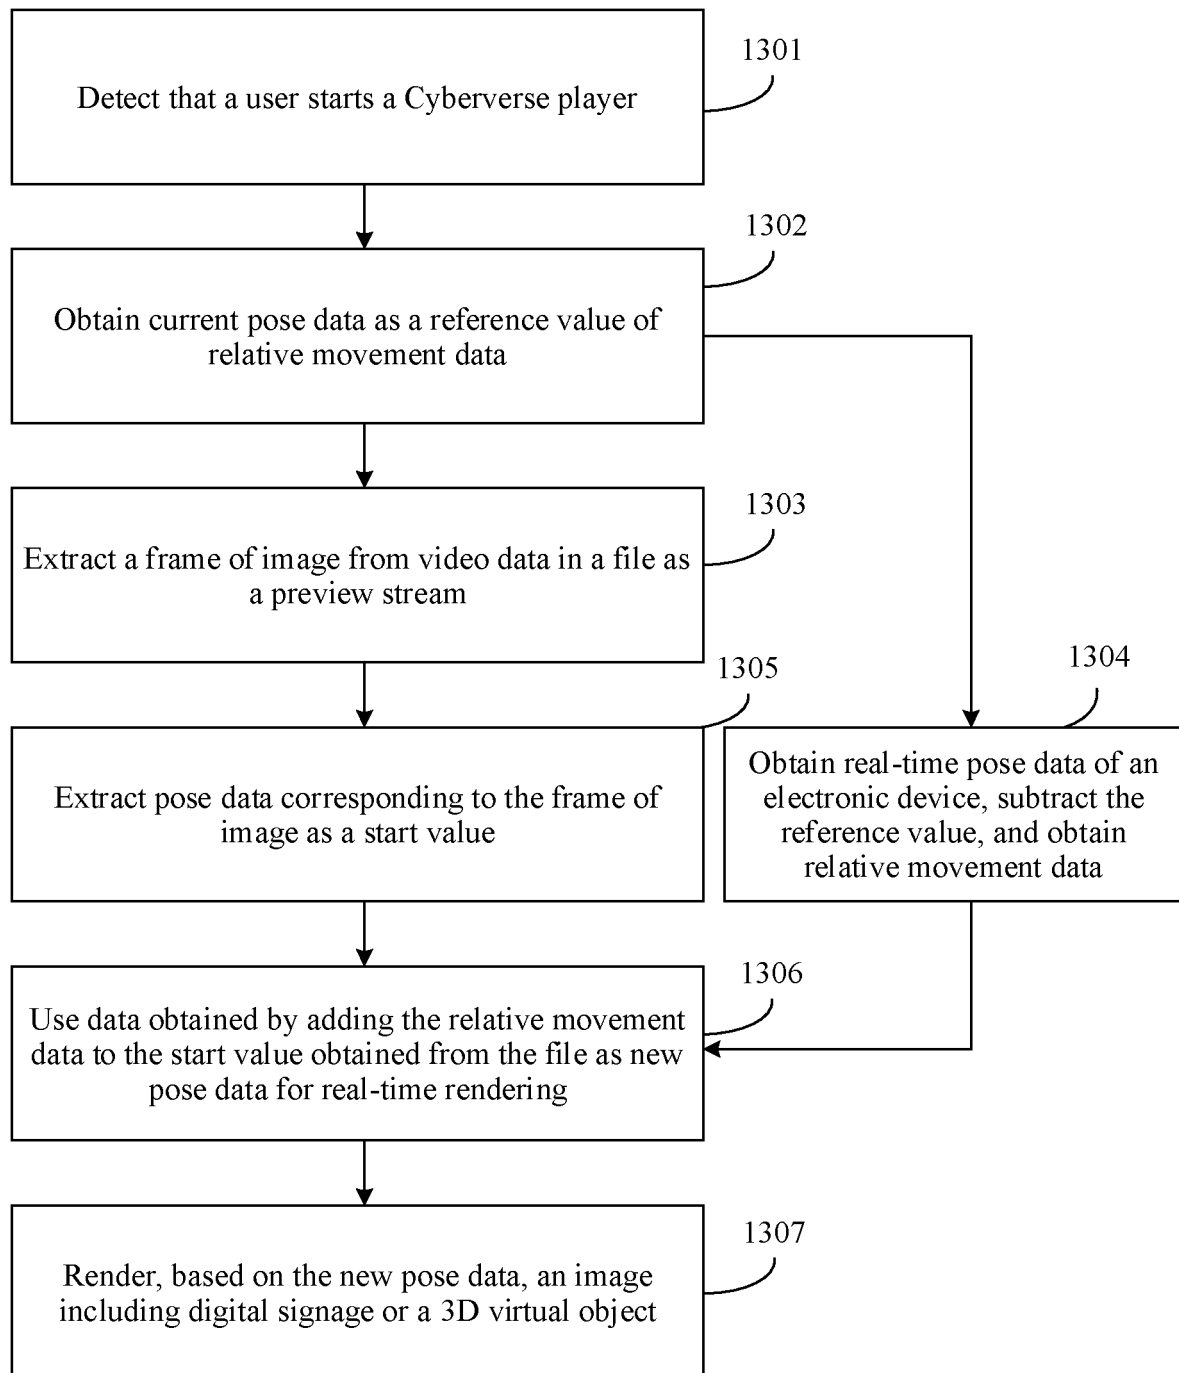 1301
Detect that a user starts a Cyberverse player
1302
Obtain current pose data as a reference value of
relative movement data
1303
Extract a frame of image from video data in a file as
a preview stream
1305
Extract pose data corresponding to the frame of
image as a start value
1304
Obtain real-time pose data of an
electronic device, subtract the
reference value, and obtain
relative movement data
1306
Use data obtained by adding the relative movement
data to the start value obtained from the file as new
pose data for real-time rendering
1307
Render, based on the new pose data, an image
including digital signage or a 3D virtual object